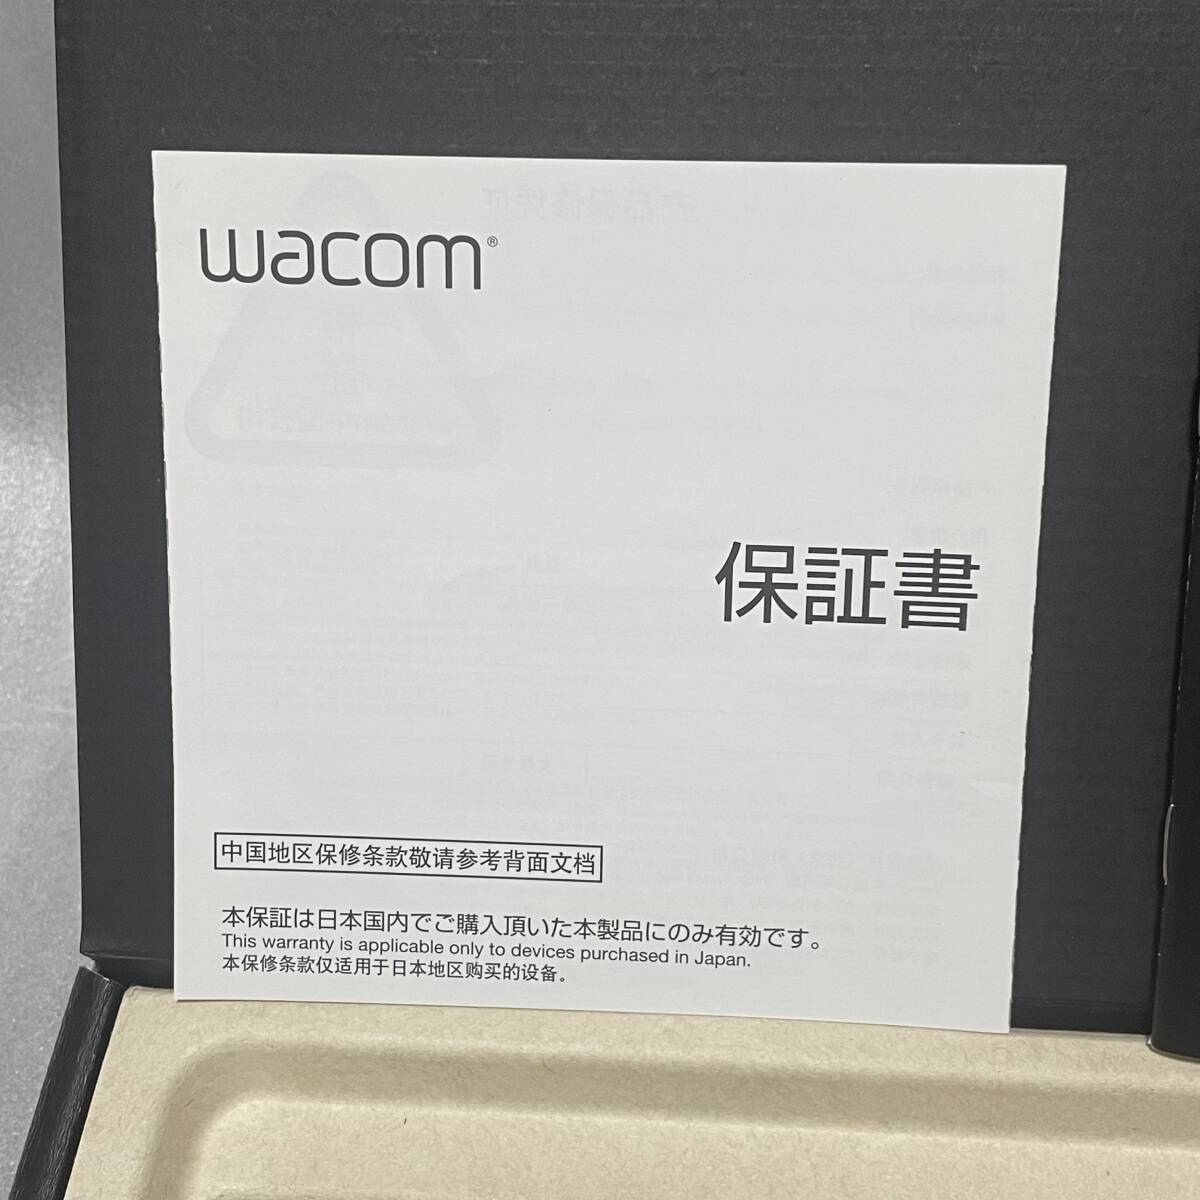 wacom®
保証書
中国地区保修条款敬请参考背面文档
本保証は日本国内でご購入頂いた本製品にのみ有効です。
This warranty is applicable only to devices purchased in Japan.
本保修条款仅适用于日本地区购买的设备。